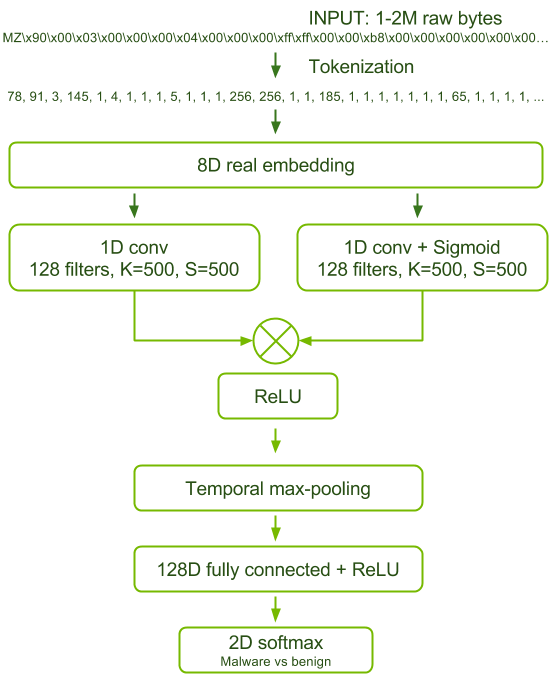 INPUT: 1-2M raw bytes
MZ\x90\x00\x03\x00\x00\x00\x04\x00\x00\x00\xff\xff\x00\x00\xb8\x00\x00\x00\x00\x00\x00...
Tokenization
78, 91, 3, 145, 1, 4, 1, 1, 1, 5, 1, 1, 1, 256, 256, 1, 1, 185, 1, 1, 1, 1, 1, 1, 1, 65, 1, 1, 1, 1, ...
8D real embedding
1D conv
128 filters, K=500, S=500
1D conv + Sigmoid
128 filters, K=500, S=500
ReLU
Temporal max-pooling
128D fully connected + ReLU
2D softmax
Malware vs benign